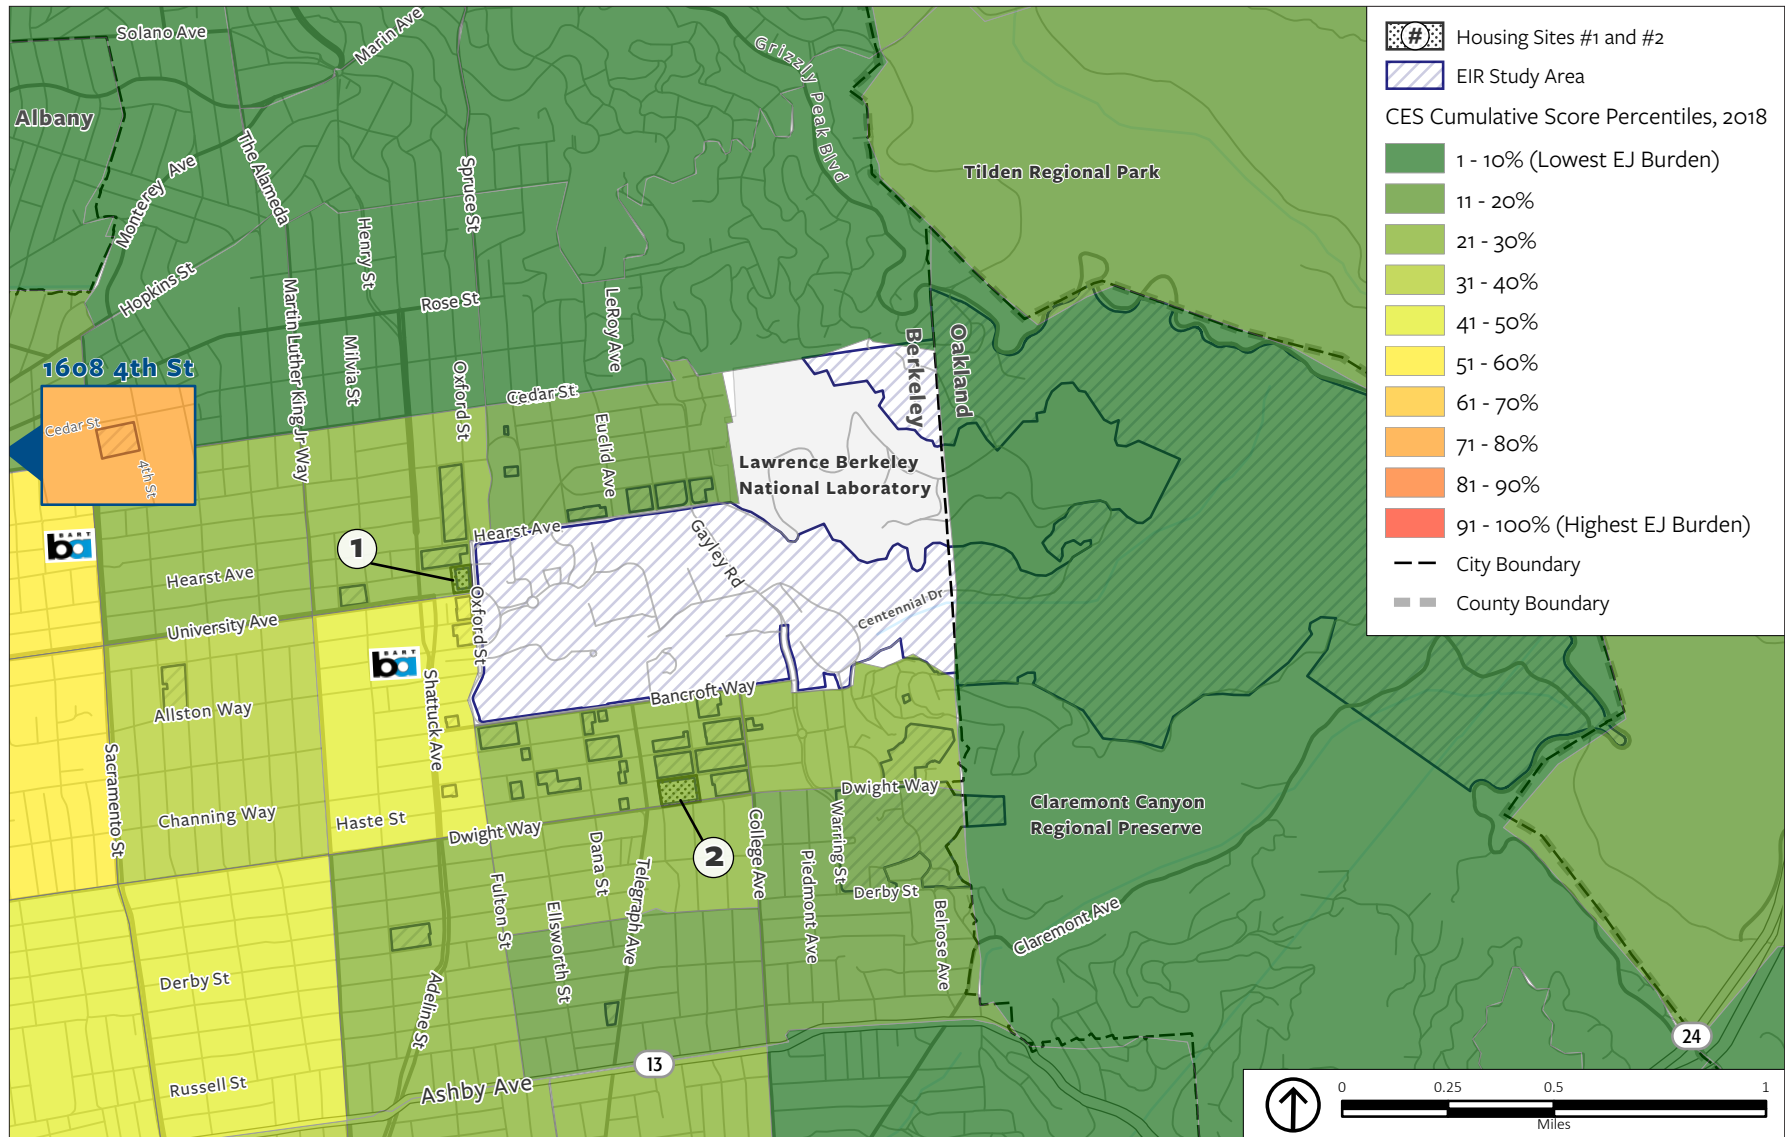 Solano Ave
Marin Ave
Grizzly Peak Blvd
Albany
The Alameda
Monterey Ave
Spruce St
Tilden Regional Park
Henry St
Hopkins St
Rose St
LeRoy Ave
Martin Luther King Jr Way
Milvia St
Oxford St
Berkeley
Oakland
1608 4th St
Cedar St
4th St
Cedar St
Euclid Ave
Lawrence Berkeley
National Laboratory
BART
ba
1
Hearst Ave
Gayley Rd
Hearst Ave
Oxford St
Centennial Dr
University Ave
BART
ba
Shattuck Ave
Bancroft Way
Allston Way
Sacramento St
Dwight Way
Claremont Canyon
Regional Preserve
Channing Way
Haste St
Dwight Way
College Ave
Warring St
2
Dana St
Telegraph Ave
Piedmont Ave
Derby St
Fulton St
Ellsworth St
Belrose Ave
Claremont Ave
Derby St
Adeline St
24
13
Russell St
Ashby Ave
# Housing Sites #1 and #2
EIR Study Area
CES Cumulative Score Percentiles, 2018
1 - 10% (Lowest EJ Burden)
11 - 20%
21 - 30%
31 - 40%
41 - 50%
51 - 60%
61 - 70%
71 - 80%
81 - 90%
91 - 100% (Highest EJ Burden)
City Boundary
County Boundary
0 0.25 0.5 1
Miles